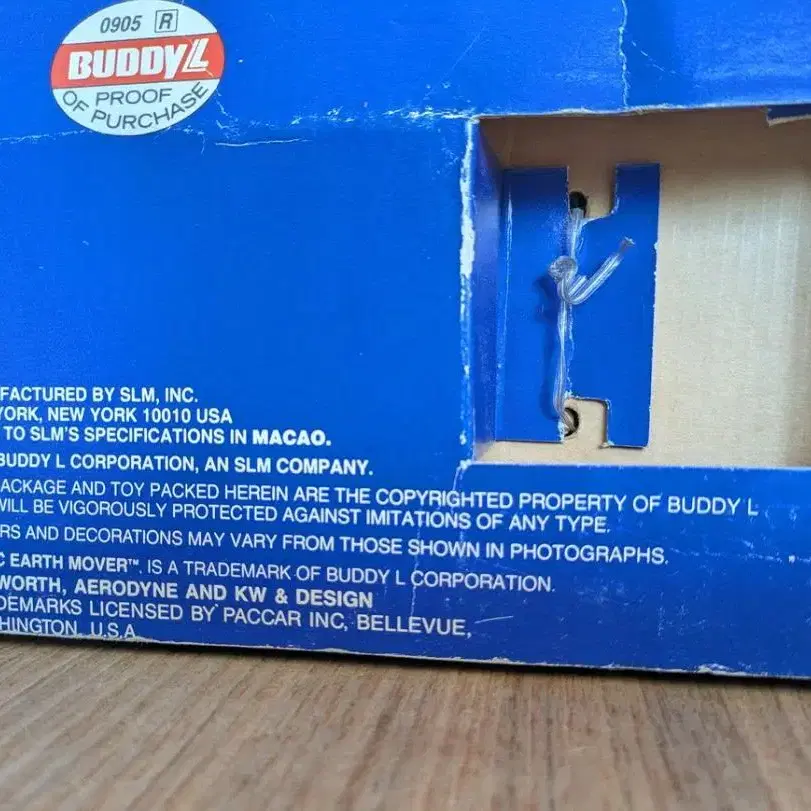 0905 R
BUDDY L
PROOF
OF PURCHASE
FACTURED BY SLM, INC.
YORK, NEW YORK 10010 USA
TO SLM'S SPECIFICATIONS IN MACAO.
BUDDY L CORPORATION, AN SLM COMPANY.
ACKAGE AND TOY PACKED HEREIN ARE THE COPYRIGHTED PROPERTY OF BUDDY L
WILL BE VIGOROUSLY PROTECTED AGAINST IMITATIONS OF ANY TYPE.
RS AND DECORATIONS MAY VARY FROM THOSE SHOWN IN PHOTOGRAPHS.
C EARTH MOVER™. IS A TRADEMARK OF BUDDY L CORPORATION.
WORTH, AERODYNE AND KW & DESIGN
DEMARKS LICENSED BY PACCAR INC, BELLEVUE,
HINGTON, U.S.A.